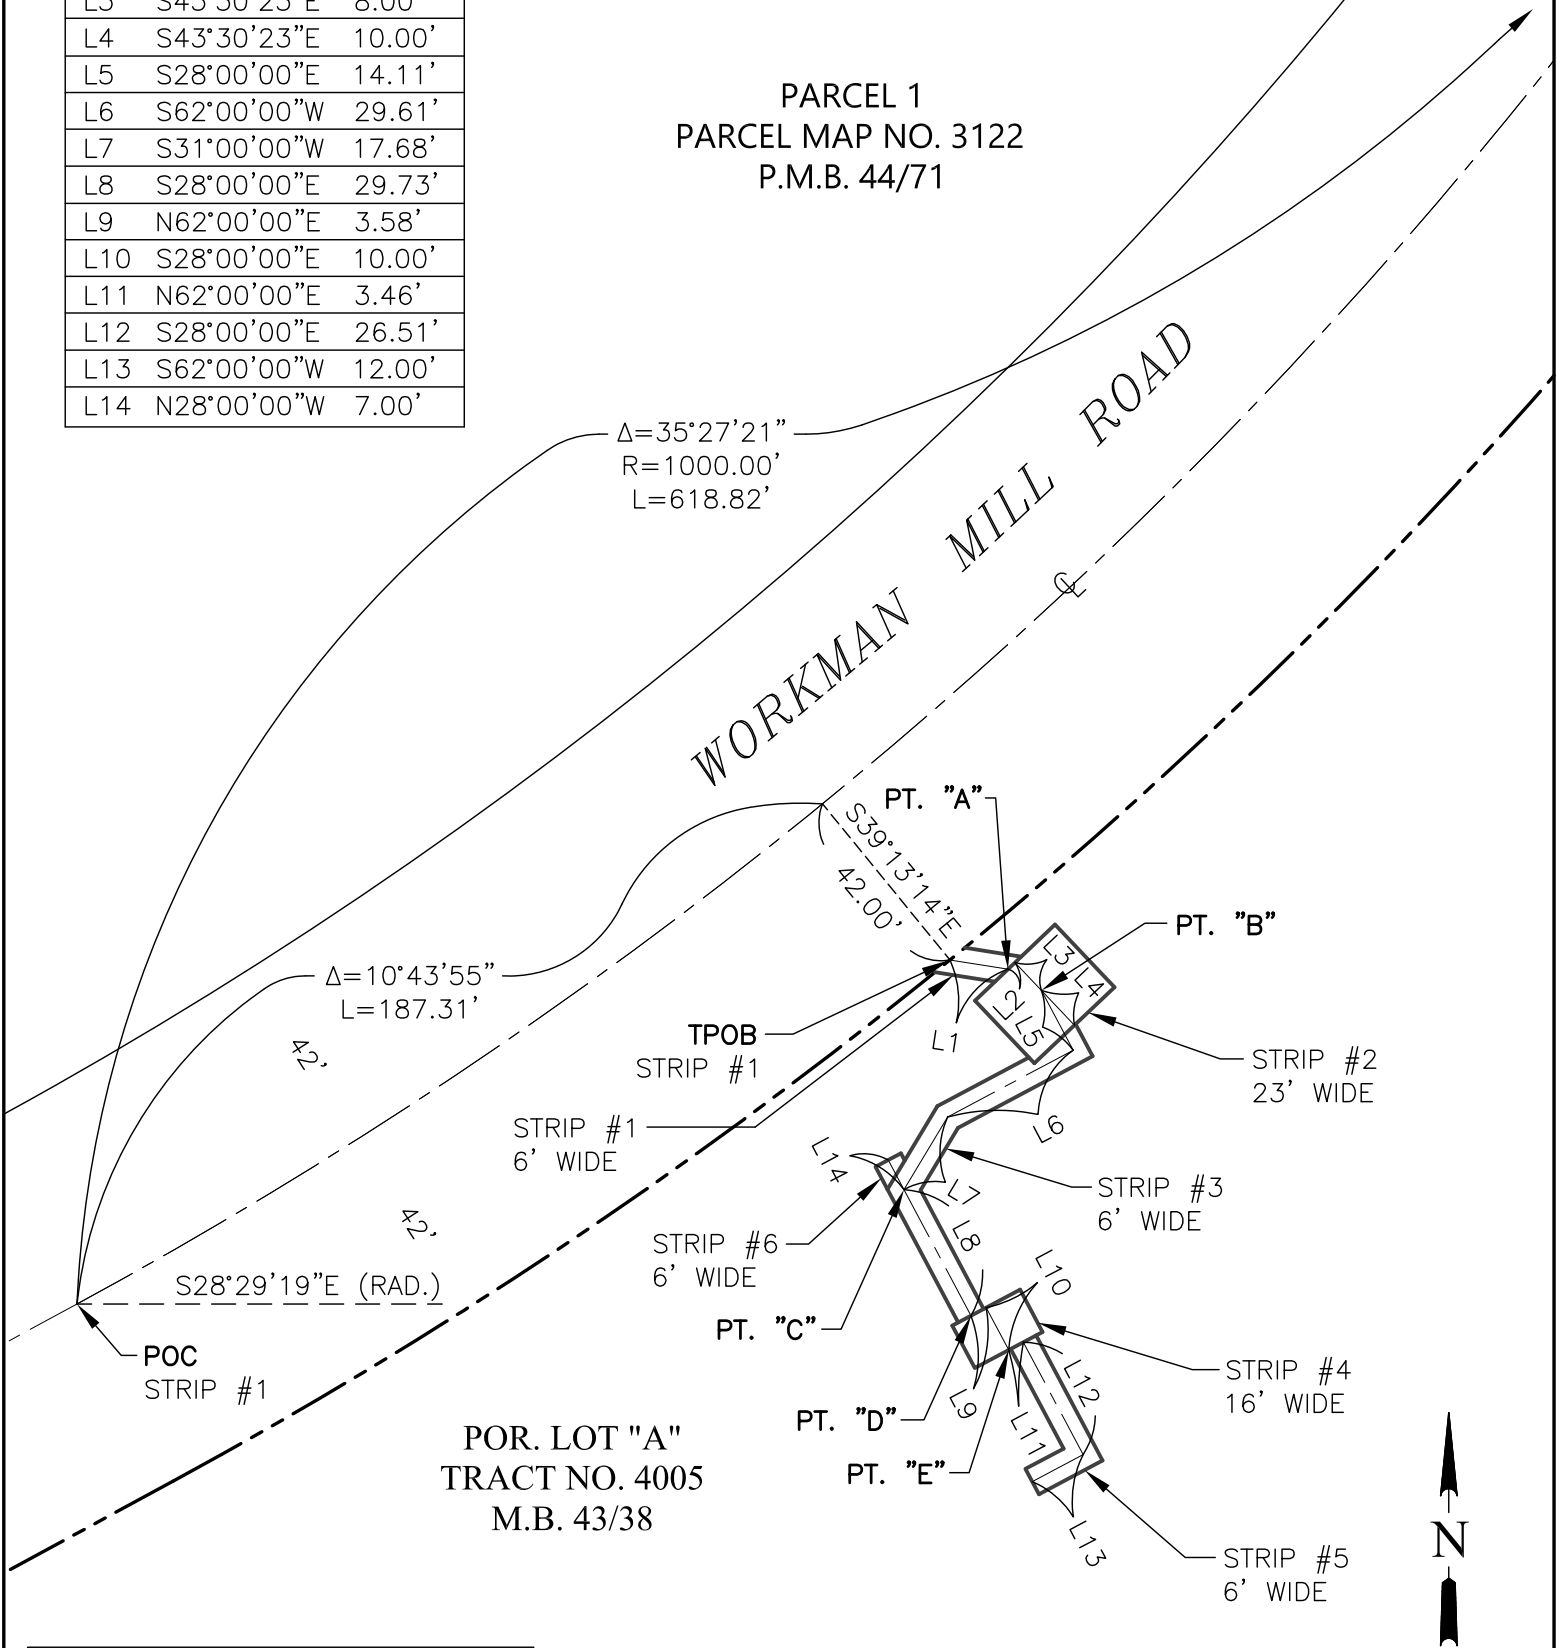 L3 S43°30'23"E 8.00'
L4 S43°30'23"E 10.00'
L5 S28°00'00"E 14.11'
L6 S62°00'00"W 29.61'
L7 S31°00'00"W 17.68'
L8 S28°00'00"E 29.73'
L9 N62°00'00"E 3.58'
L10 S28°00'00"E 10.00'
L11 N62°00'00"E 3.46'
L12 S28°00'00"E 26.51'
L13 S62°00'00"W 12.00'
L14 N28°00'00"W 7.00'
PARCEL 1
PARCEL MAP NO. 3122
P.M.B. 44/71
Δ=35°27'21"
R=1000.00'
L=618.82'
WORKMAN MILL ROAD
℄
PT. "A"
S39°13'14"E
42.00'
PT. "B"
L3
L4
L2
L5
L1
Δ=10°43'55"
L=187.31'
TPOB
STRIP #1
42'
STRIP #2
23' WIDE
STRIP #1
6' WIDE
L6
L14
L7
STRIP #3
6' WIDE
42'
L8
STRIP #6
6' WIDE
L10
S28°29'19"E (RAD.)
PT. "C"
POC
STRIP #1
L12
STRIP #4
16' WIDE
L9
PT. "D"
L11
POR. LOT "A"
TRACT NO. 4005
M.B. 43/38
PT. "E"
L13
STRIP #5
6' WIDE
N